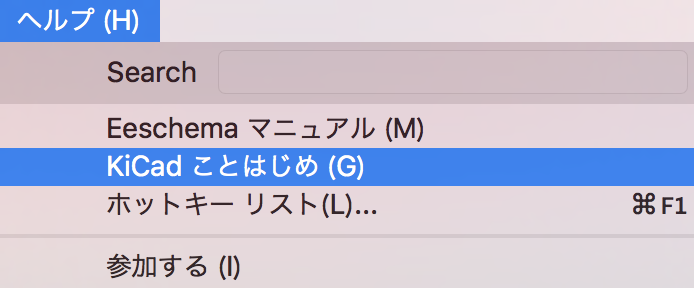 ヘルプ (H)
Search
Eeschema マニュアル (M)
KiCad ことはじめ (G)
ホットキー リスト(L)... ⌘F1
参加する (I)